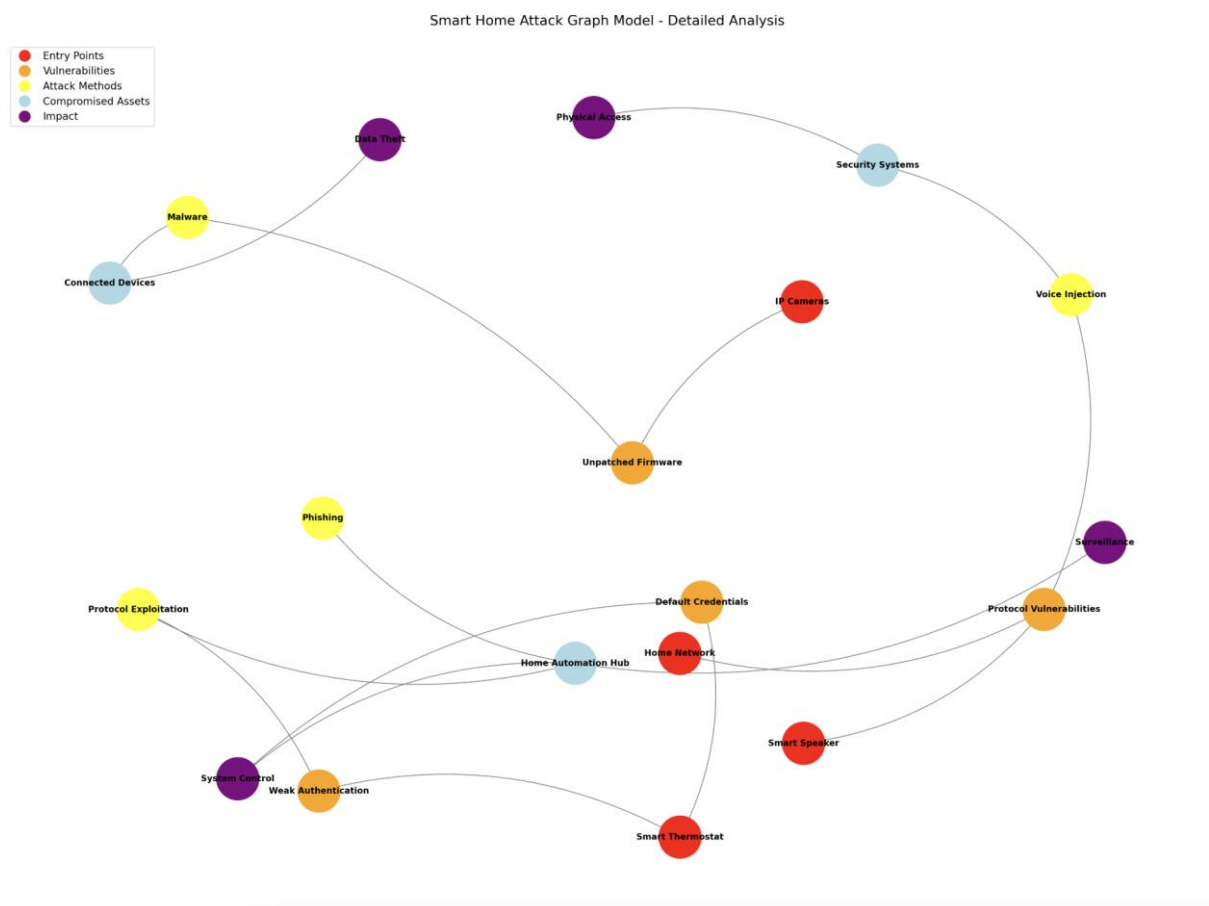 Smart Home Attack Graph Model - Detailed Analysis
Entry Points
Vulnerabilities
Attack Methods
Compromised Assets
Impact
Physical Access
Data Theft
Security Systems
Malware
Connected Devices
Voice Injection
IP Cameras
Unpatched Firmware
Phishing
Surveillance
Default Credentials
Protocol Exploitation
Protocol Vulnerabilities
Home Network
Home Automation Hub
Smart Speaker
System Control
Weak Authentication
Smart Thermostat